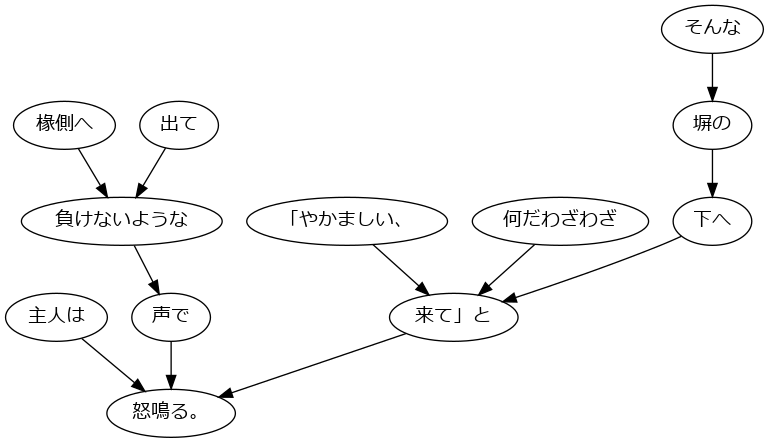 そんな
椽側へ
出て
塀の
負けないような
「やかましい、
何だわざわざ
下へ
主人は
声で
来て」と
怒鳴る。